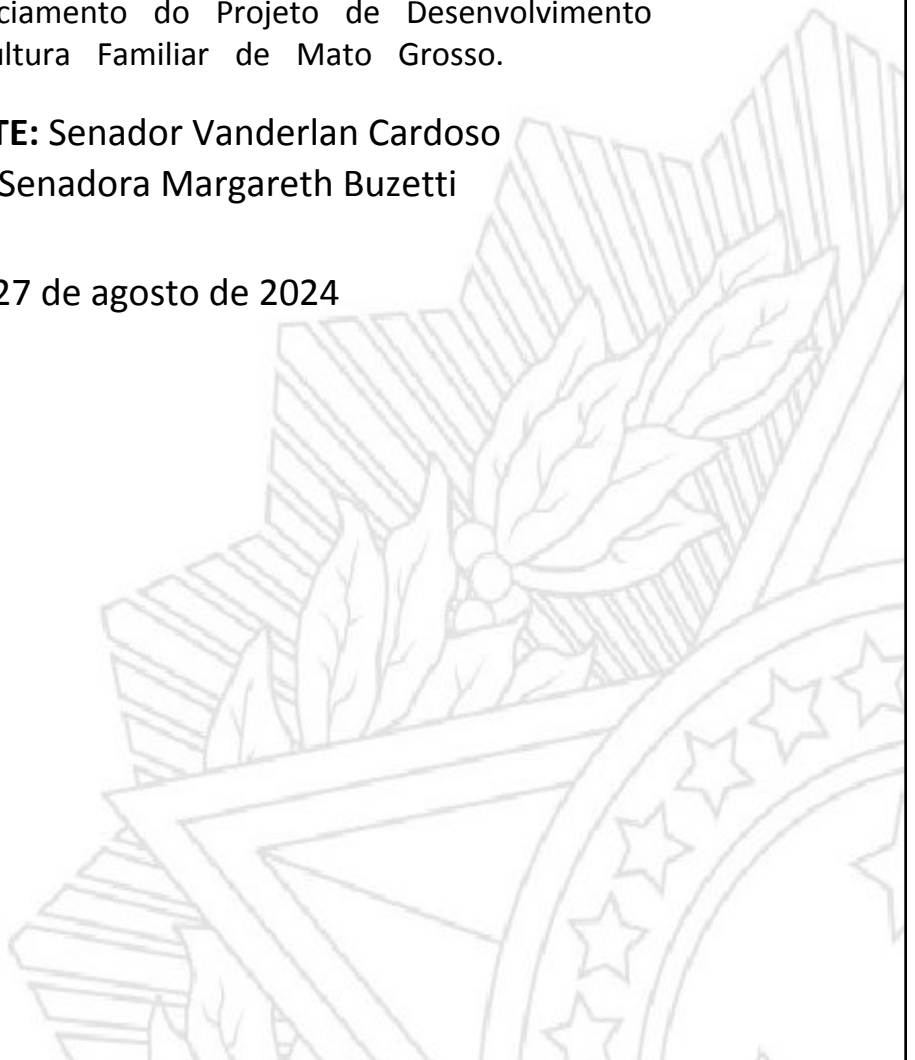 ciamento do Projeto de Desenvolvimento
ultura Familiar de Mato Grosso.
TE: Senador Vanderlan Cardoso
Senadora Margareth Buzetti
27 de agosto de 2024